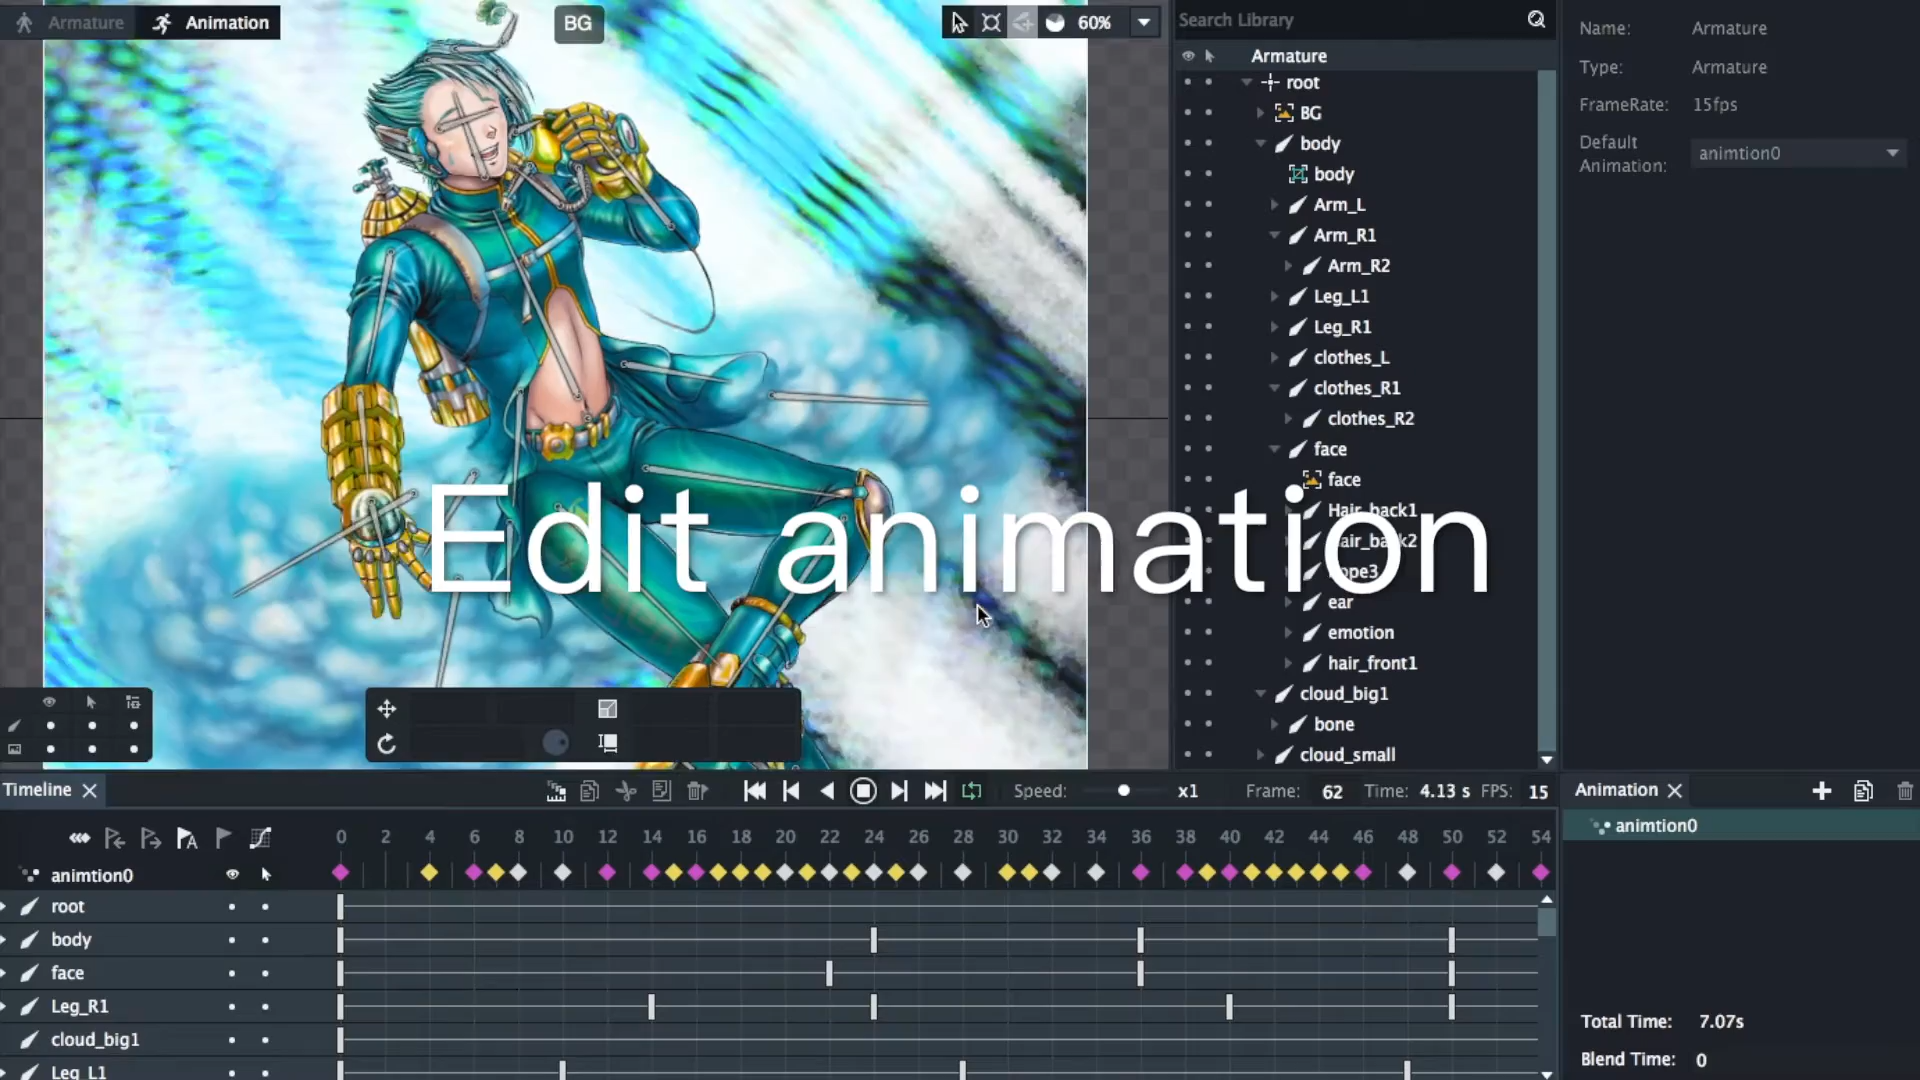 Armature Animation BG 60%
Search Library
Armature
root
BG
body
body
Arm_L
Arm_R1
Arm_R2
Leg_L1
Leg_R1
clothes_L
clothes_R1
clothes_R2
face
face
Hair_back1
Hair_back2
rope3
ear
emotion
hair_front1
cloud_big1
bone
cloud_small
Name: Armature
Type: Armature
FrameRate: 15fps
Default Animation: animtion0
Edit animation
Timeline Speed: x1 Frame: 62 Time: 4.13 s FPS: 15
0 2 4 6 8 10 12 14 16 18 20 22 24 26 28 30 32 34 36 38 40 42 44 46 48 50 52 54
animtion0
root
body
face
Leg_R1
cloud_big1
Leg_L1
Animation
animtion0
Total Time: 7.07s
Blend Time: 0